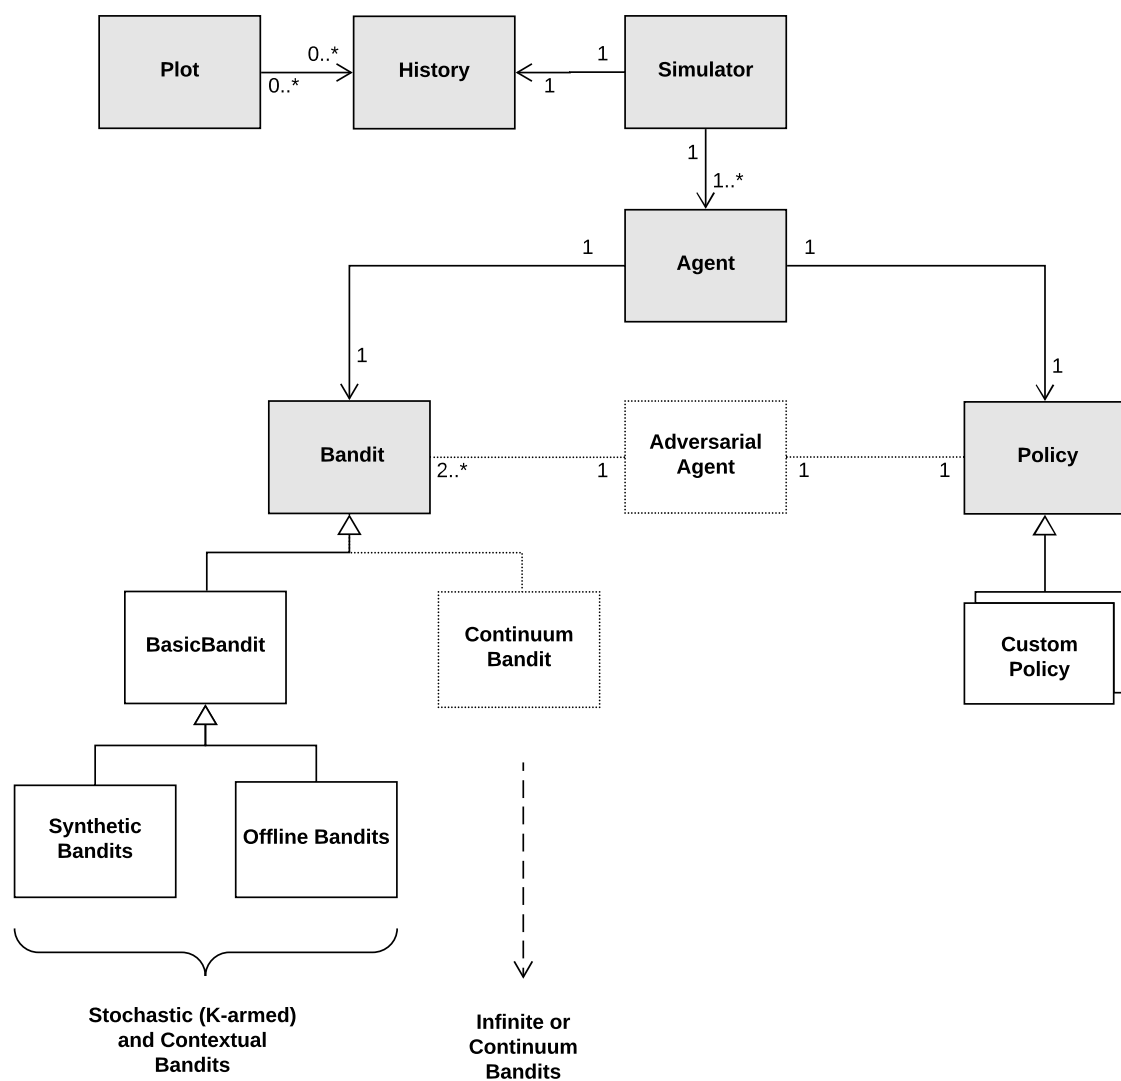 Plot
0..*
0..*
History
1
1
Simulator
1
1..*
1
Agent
1
1
1
Bandit
2..*
1
Adversarial
Agent
1
1
Policy
BasicBandit
Continuum
Bandit
Custom
Policy
Synthetic
Bandits
Offline Bandits
Stochastic (K-armed)
and Contextual
Bandits
Infinite or
Continuum
Bandits